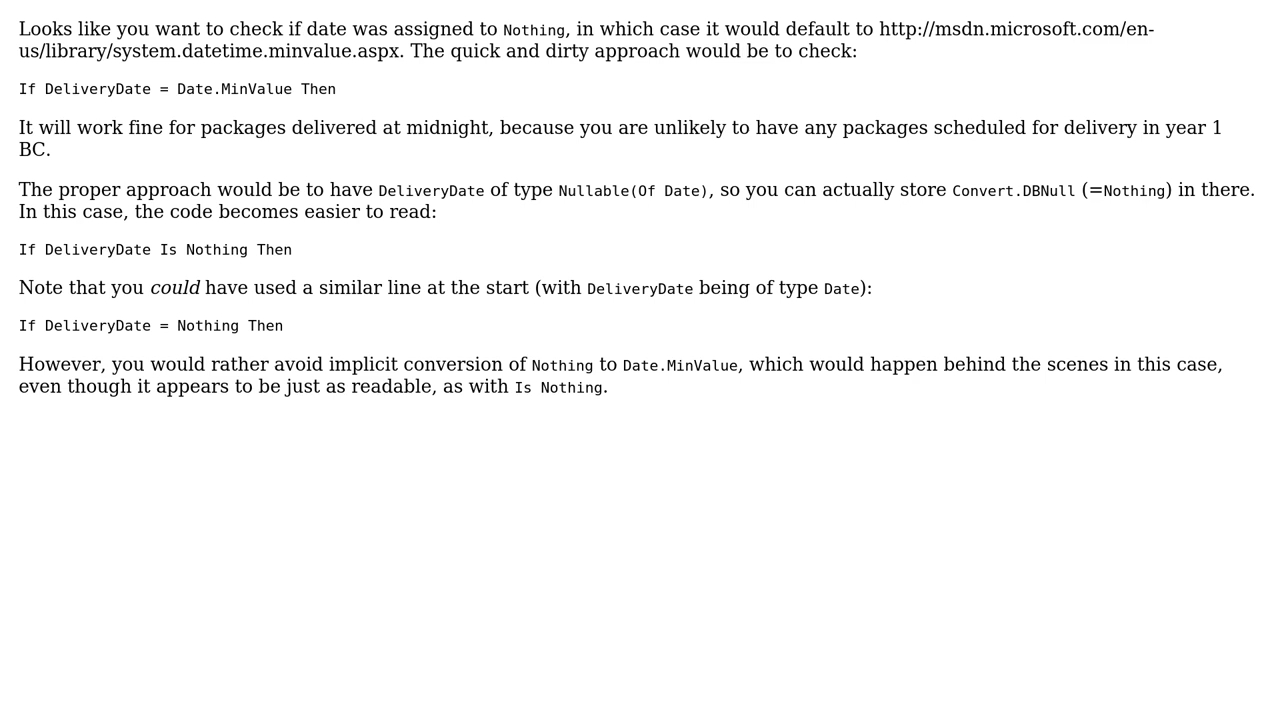 Looks like you want to check if date was assigned to Nothing, in which case it would default to http://msdn.microsoft.com/en-
us/library/system.datetime.minvalue.aspx. The quick and dirty approach would be to check:
If DeliveryDate = Date.MinValue Then
It will work fine for packages delivered at midnight, because you are unlikely to have any packages scheduled for delivery in year 1
BC.
The proper approach would be to have DeliveryDate of type Nullable(Of Date), so you can actually store Convert.DBNull (=Nothing) in there.
In this case, the code becomes easier to read:
If DeliveryDate Is Nothing Then
Note that you could have used a similar line at the start (with DeliveryDate being of type Date):
If DeliveryDate = Nothing Then
However, you would rather avoid implicit conversion of Nothing to Date.MinValue, which would happen behind the scenes in this case,
even though it appears to be just as readable, as with Is Nothing.